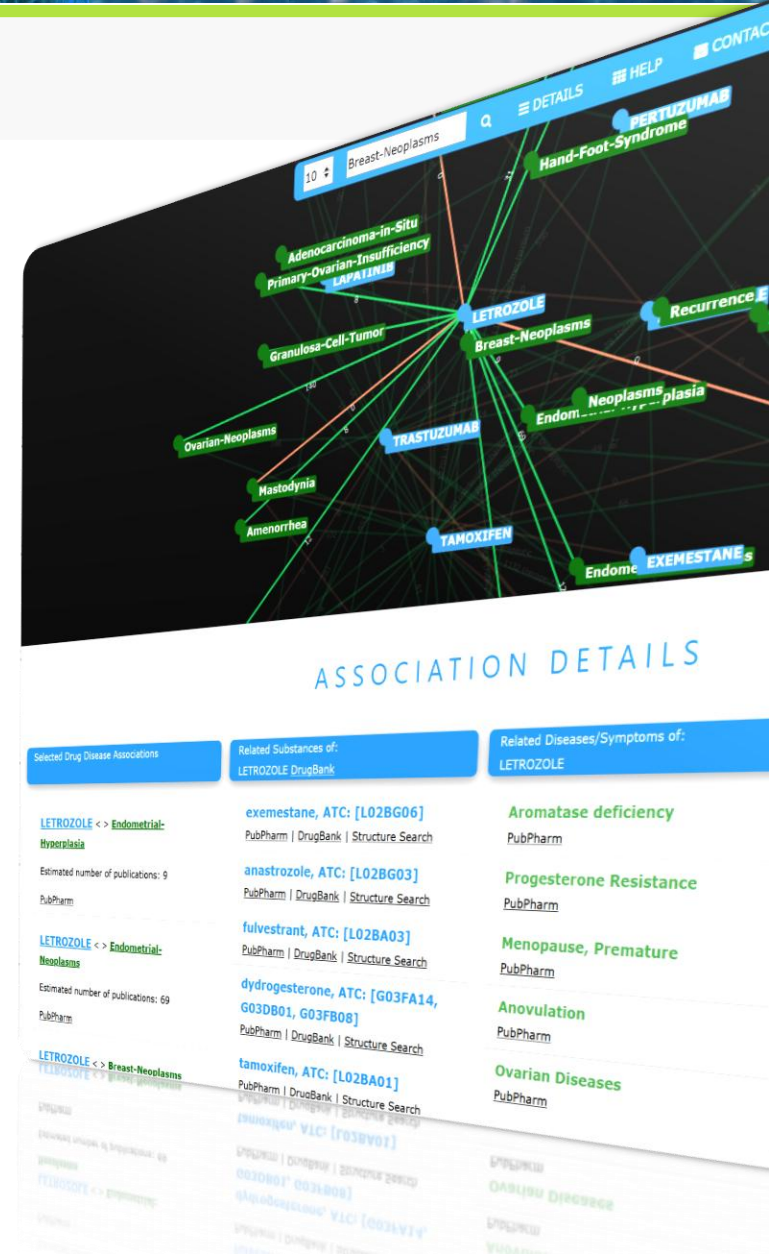 10 Breast-Neoplasms DETAILS HELP CONTAC
PERTUZUMAB
Hand-Foot-Syndrome
Adenocarcinoma-in-Situ
Primary-Ovarian-Insufficiency
LAPATINIB
LETROZOLE
Recurrence
Breast-Neoplasms
Granulosa-Cell-Tumor
Neoplasms
Ovarian-Neoplasms
TRASTUZUMAB
Mastodynia
Amenorrhea
TAMOXIFEN
EXEMESTANE
ASSOCIATION DETAILS
Selected Drug Disease Associations
LETROZOLE < > Endometrial-
Hyperplasia
Estimated number of publications: 9
PubPharm
LETROZOLE < > Endometrial-
Neoplasms
Estimated number of publications: 69
PubPharm
LETROZOLE < > Breast-Neoplasms
Related Substances of:
LETROZOLE DrugBank
exemestane, ATC: [L02BG06]
PubPharm | DrugBank | Structure Search
anastrozole, ATC: [L02BG03]
PubPharm | DrugBank | Structure Search
fulvestrant, ATC: [L02BA03]
PubPharm | DrugBank | Structure Search
dydrogesterone, ATC: [G03FA14,
G03DB01, G03FB08]
PubPharm | DrugBank | Structure Search
tamoxifen, ATC: [L02BA01]
PubPharm | DrugBank | Structure Search
Related Diseases/Symptoms of:
LETROZOLE
Aromatase deficiency
PubPharm
Progesterone Resistance
PubPharm
Menopause, Premature
PubPharm
Anovulation
PubPharm
Ovarian Diseases
PubPharm